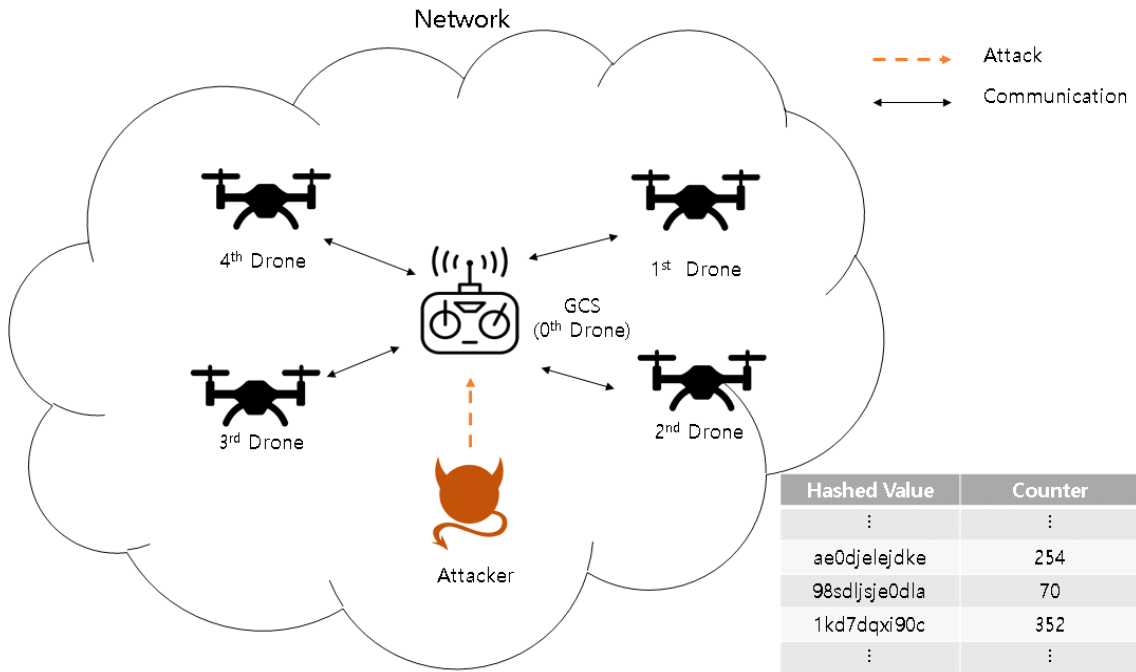 Network
Attack
Communication
4th Drone
1st Drone
GCS
(0th Drone)
3rd Drone
2nd Drone
Attacker
Hashed Value Counter
⋮ ⋮
ae0djelejdke 254
98sdljsje0dla 70
1kd7dqxi90c 352
⋮ ⋮